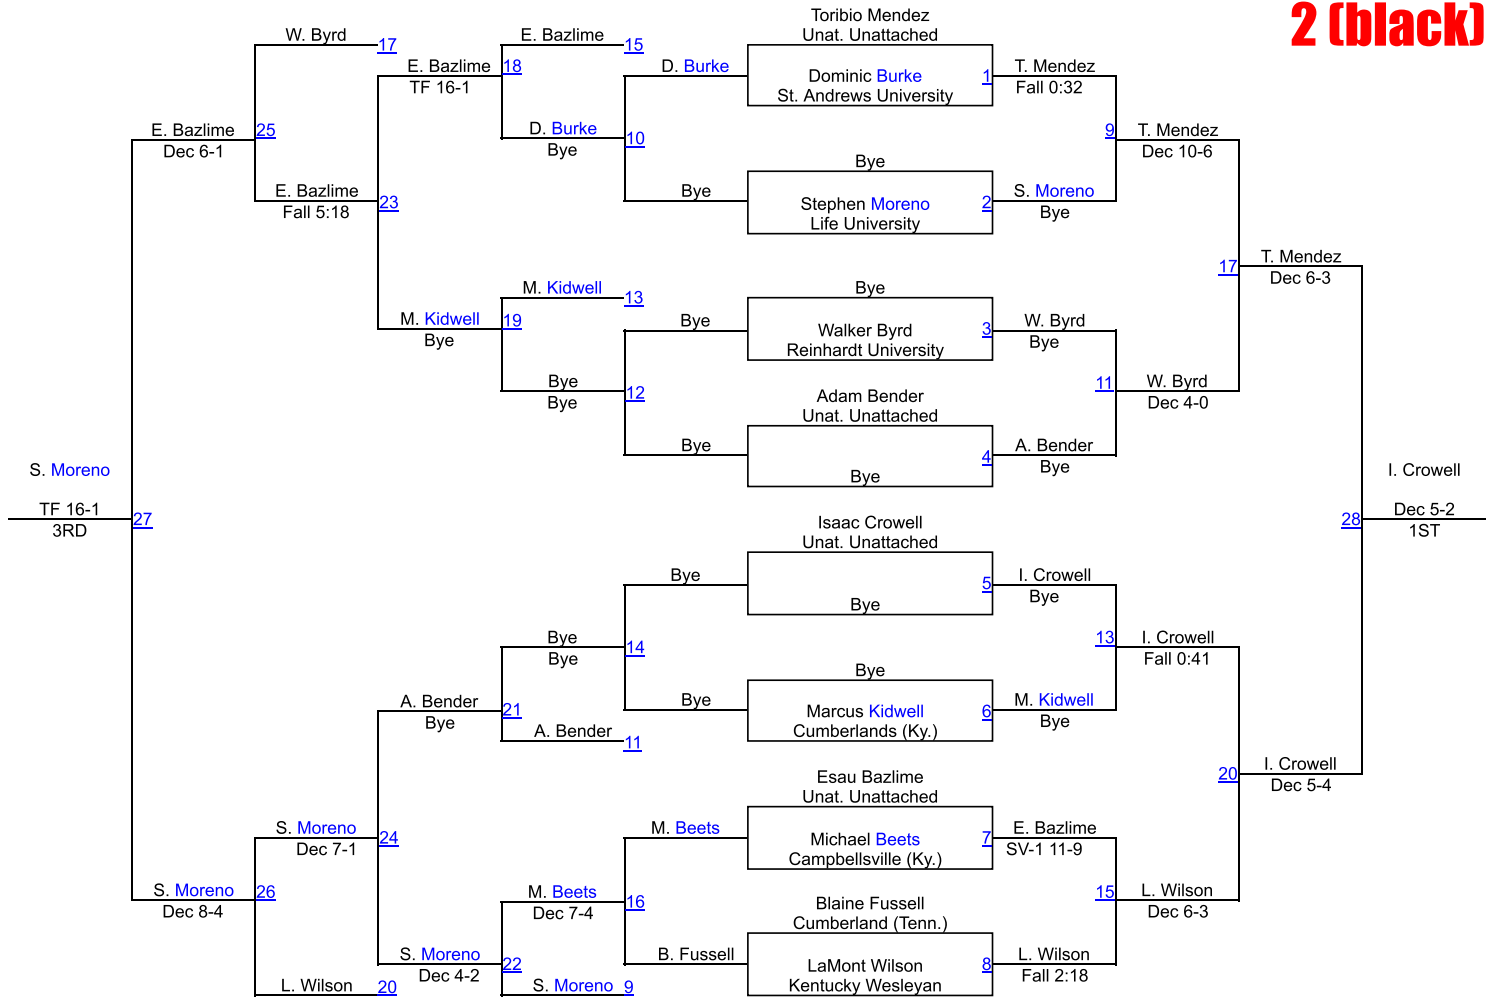 2 (black)
Toribio Mendez
Unat. Unattached
W. Byrd
17
E. Bazlime
15
E. Bazlime
18
TF 16-1
D. Burke
Dominic Burke
1
St. Andrews University
T. Mendez
Fall 0:32
E. Bazlime
25
Dec 6-1
D. Burke
10
Bye
9
T. Mendez
Dec 10-6
Bye
E. Bazlime
23
Fall 5:18
Bye
Stephen Moreno
2
Life University
S. Moreno
Bye
17
T. Mendez
Dec 6-3
M. Kidwell
13
Bye
M. Kidwell
19
Bye
Bye
Walker Byrd
3
Reinhardt University
W. Byrd
Bye
Bye
12
Bye
11
W. Byrd
Dec 4-0
Adam Bender
Unat. Unattached
Bye
4
Bye
A. Bender
Bye
S. Moreno
TF 16-1
27
3RD
I. Crowell
28
Dec 5-2
1ST
Isaac Crowell
Unat. Unattached
Bye
5
Bye
I. Crowell
Bye
Bye
14
Bye
13
I. Crowell
Fall 0:41
Bye
A. Bender
21
Bye
Bye
Marcus Kidwell
6
Cumberlands (Ky.)
M. Kidwell
Bye
A. Bender
11
20
I. Crowell
Dec 5-4
Esau Bazlime
Unat. Unattached
S. Moreno
24
Dec 7-1
M. Beets
Michael Beets
7
Campbellsville (Ky.)
E. Bazlime
SV-1 11-9
S. Moreno
26
Dec 8-4
M. Beets
16
Dec 7-4
15
L. Wilson
Dec 6-3
Blaine Fussell
Cumberland (Tenn.)
S. Moreno
22
Dec 4-2
B. Fussell
LaMont Wilson
8
Kentucky Wesleyan
L. Wilson
Fall 2:18
L. Wilson
20
S. Moreno
9